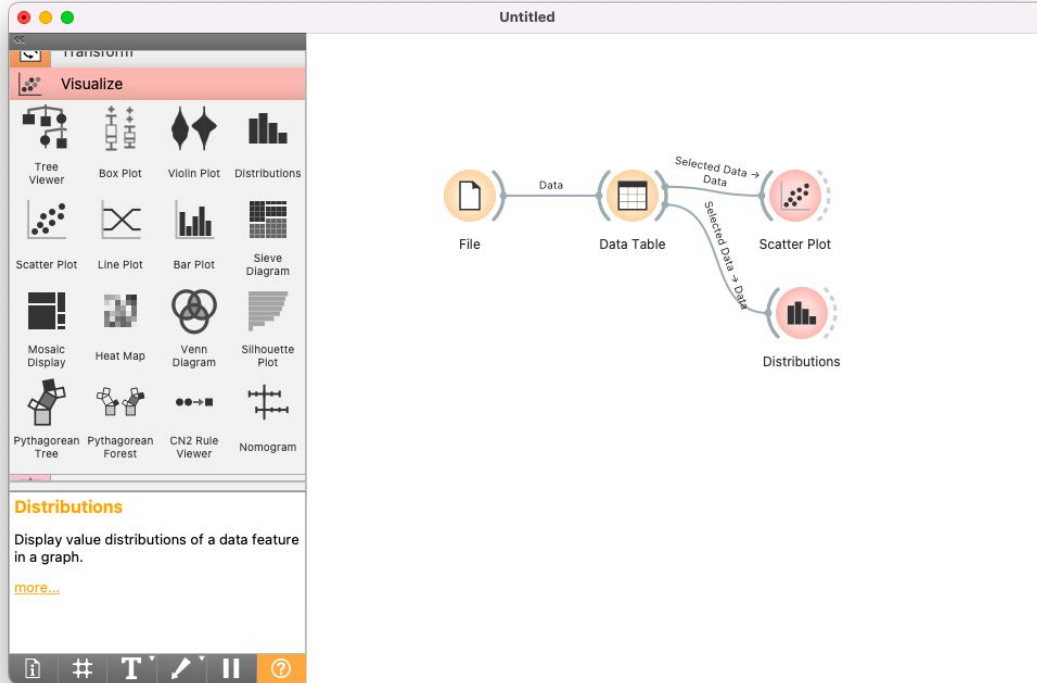 Untitled
Transform
Visualize
Tree
Viewer
Box Plot
Violin Plot
Distributions
Scatter Plot
Line Plot
Bar Plot
Sieve
Diagram
Mosaic
Display
Heat Map
Venn
Diagram
Silhouette
Plot
Pythagorean
Tree
Pythagorean
Forest
CN2 Rule
Viewer
Nomogram
Distributions
Display value distributions of a data feature
in a graph.
more...
File
Data
Data Table
Selected Data →
Data
Scatter Plot
Selected Data → Data
Distributions